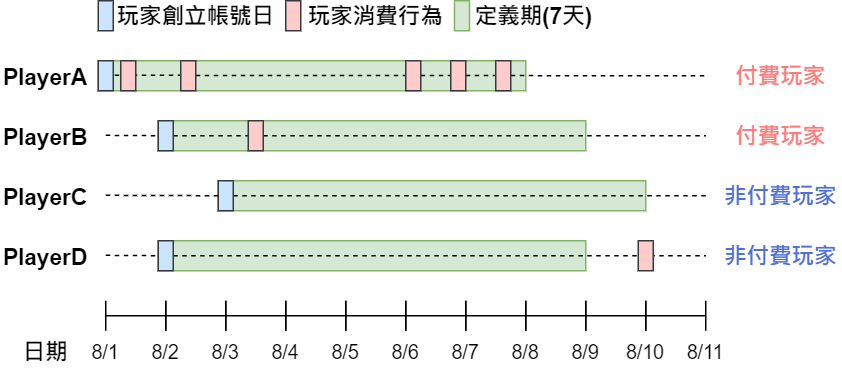 玩家創立帳號日 玩家消費行為 定義期(7天)
PlayerA 付費玩家
PlayerB 付費玩家
PlayerC 非付費玩家
PlayerD 非付費玩家
日期 8/1 8/2 8/3 8/4 8/5 8/6 8/7 8/8 8/9 8/10 8/11